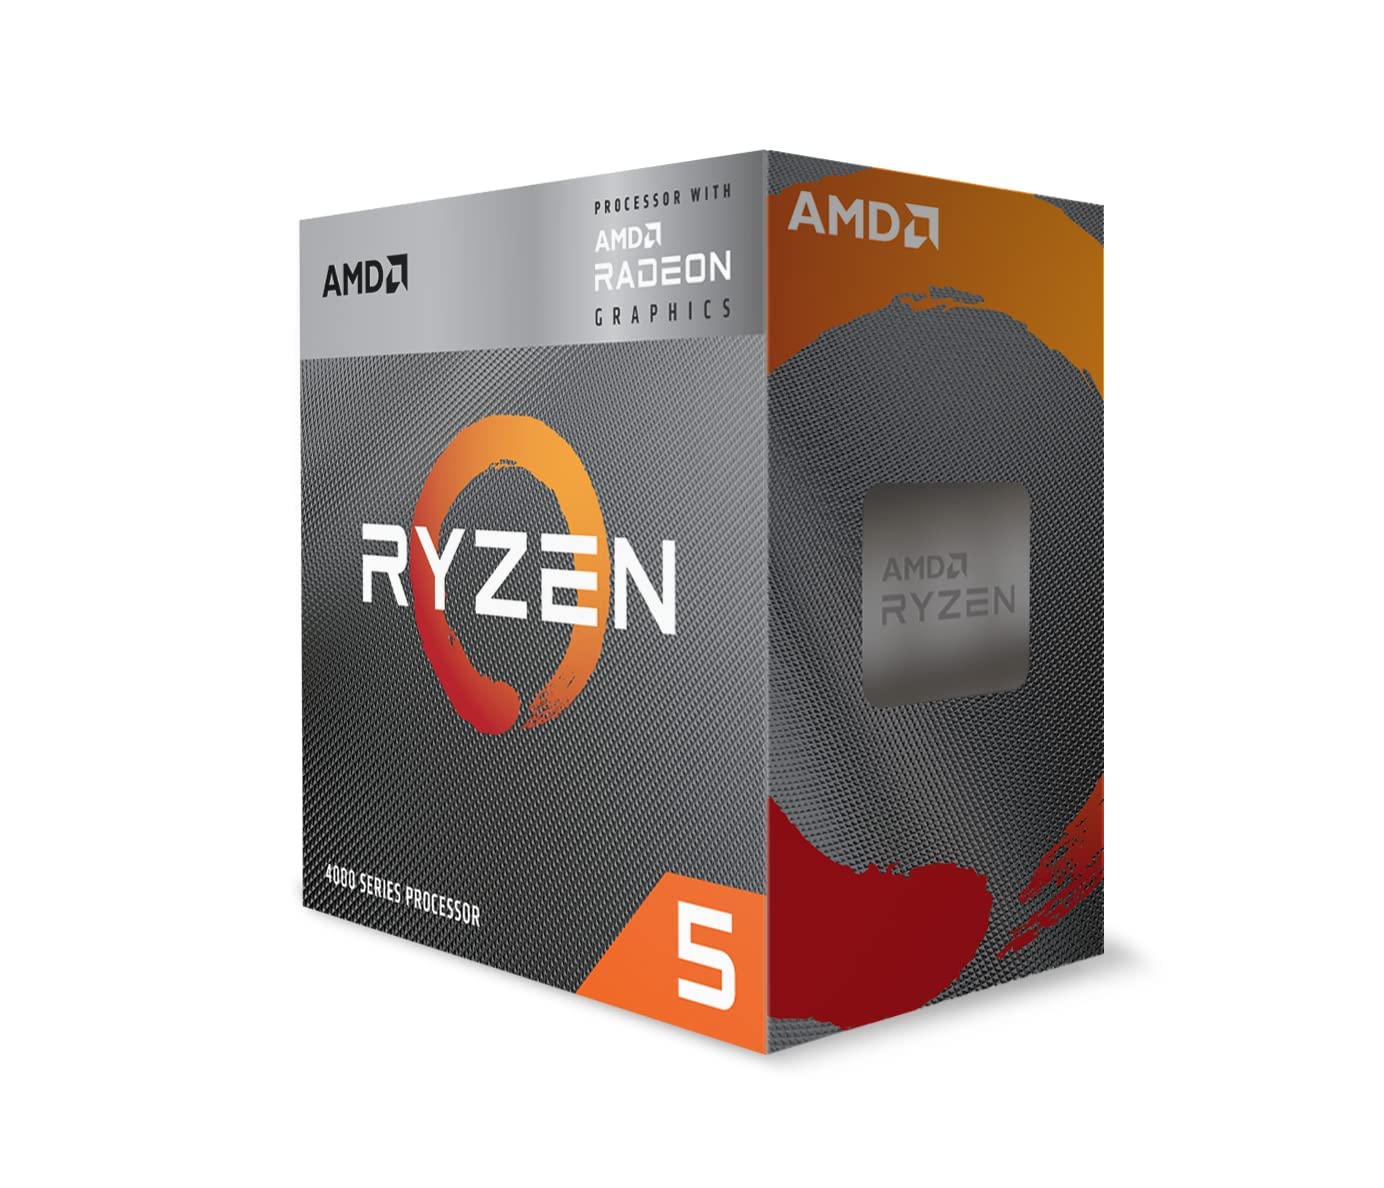 AMD
PROCESSOR WITH
AMD
RADEON
GRAPHICS
RYZEN
4000 SERIES PROCESSOR
5
AMD
AMD
RYZEN